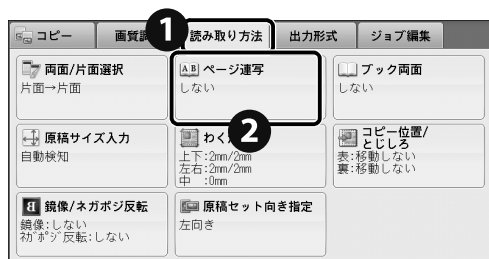 コピー
画質調
1
読み取り方法
出力形式
ジョブ編集
両面/片面選択
片面→片面
AB ページ連写
しない
ブック両面
しない
原稿サイズ入力
自動検知
わく
2
上下:2mm/2mm
左右:2mm/2mm
中 :0mm
コピー位置/
とじしろ
表:移動しない
裏:移動しない
鏡像/ネガポジ反転
鏡像:しない
ネガポジ反転:しない
原稿セット向き指定
左向き